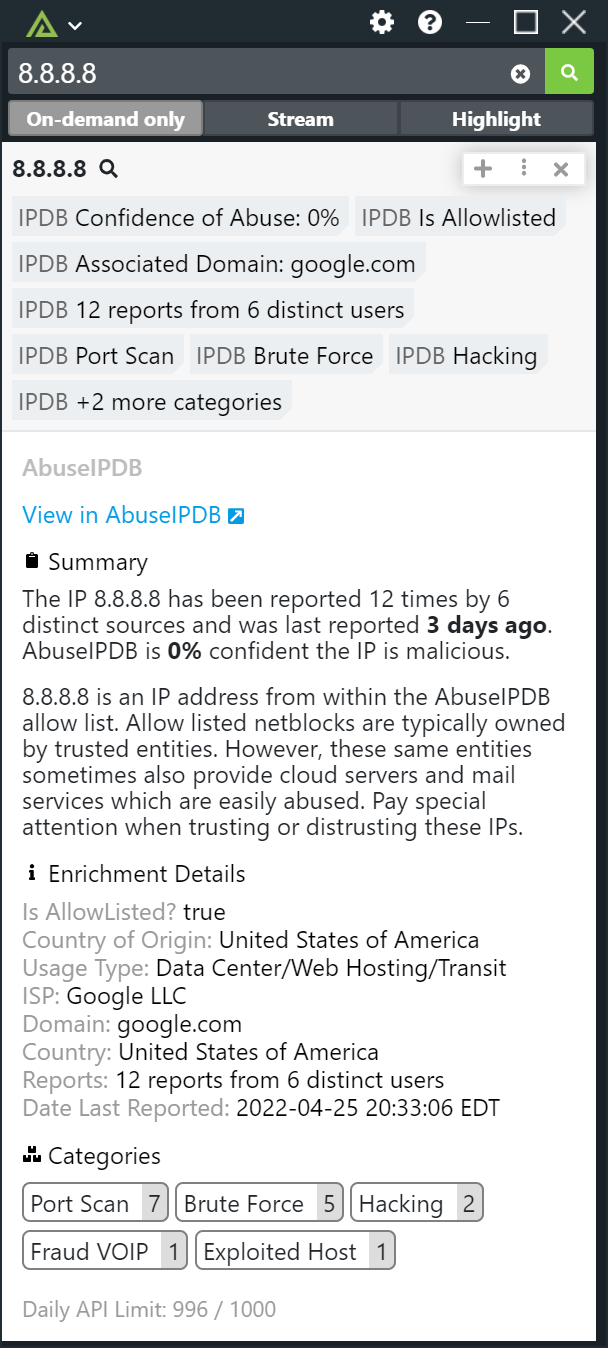 8.8.8.8
On-demand only Stream Highlight
8.8.8.8
IPDB Confidence of Abuse: 0% IPDB Is Allowlisted
IPDB Associated Domain: google.com
IPDB 12 reports from 6 distinct users
IPDB Port Scan IPDB Brute Force IPDB Hacking
IPDB +2 more categories
AbuseIPDB
View in AbuseIPDB
Summary
The IP 8.8.8.8 has been reported 12 times by 6
distinct sources and was last reported 3 days ago.
AbuseIPDB is 0% confident the IP is malicious.
8.8.8.8 is an IP address from within the AbuseIPDB
allow list. Allow listed netblocks are typically owned
by trusted entities. However, these same entities
sometimes also provide cloud servers and mail
services which are easily abused. Pay special
attention when trusting or distrusting these IPs.
Enrichment Details
Is AllowListed? true
Country of Origin: United States of America
Usage Type: Data Center/Web Hosting/Transit
ISP: Google LLC
Domain: google.com
Country: United States of America
Reports: 12 reports from 6 distinct users
Date Last Reported: 2022-04-25 20:33:06 EDT
Categories
Port Scan 7 Brute Force 5 Hacking 2
Fraud VOIP 1 Exploited Host 1
Daily API Limit: 996 / 1000